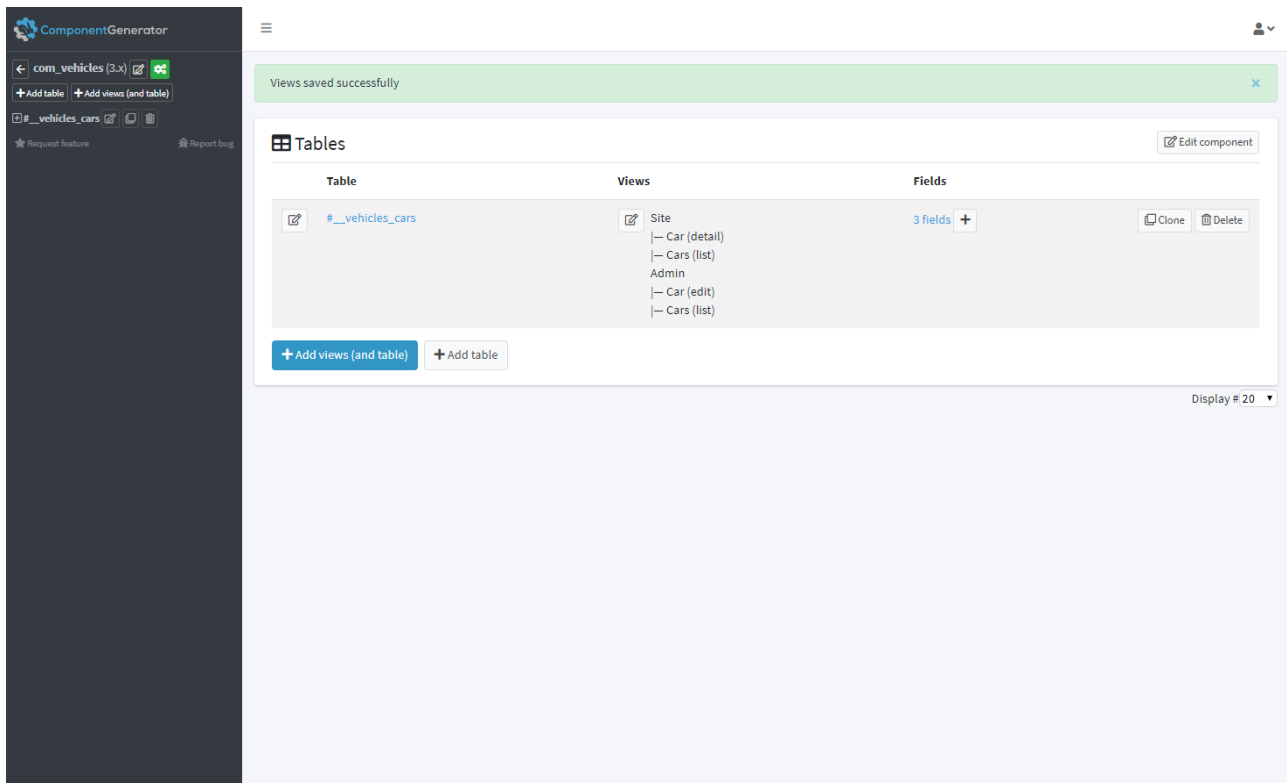 ComponentGenerator
com_vehicles (3.x)
Add table Add views (and table)
#__vehicles_cars
Request feature Report bug
Views saved successfully ×
Tables Edit component
Table Views Fields
#__vehicles_cars Site 3 fields Clone Delete
|— Car (detail)
|— Cars (list)
Admin
|— Car (edit)
|— Cars (list)
Add views (and table) Add table
Display # 20